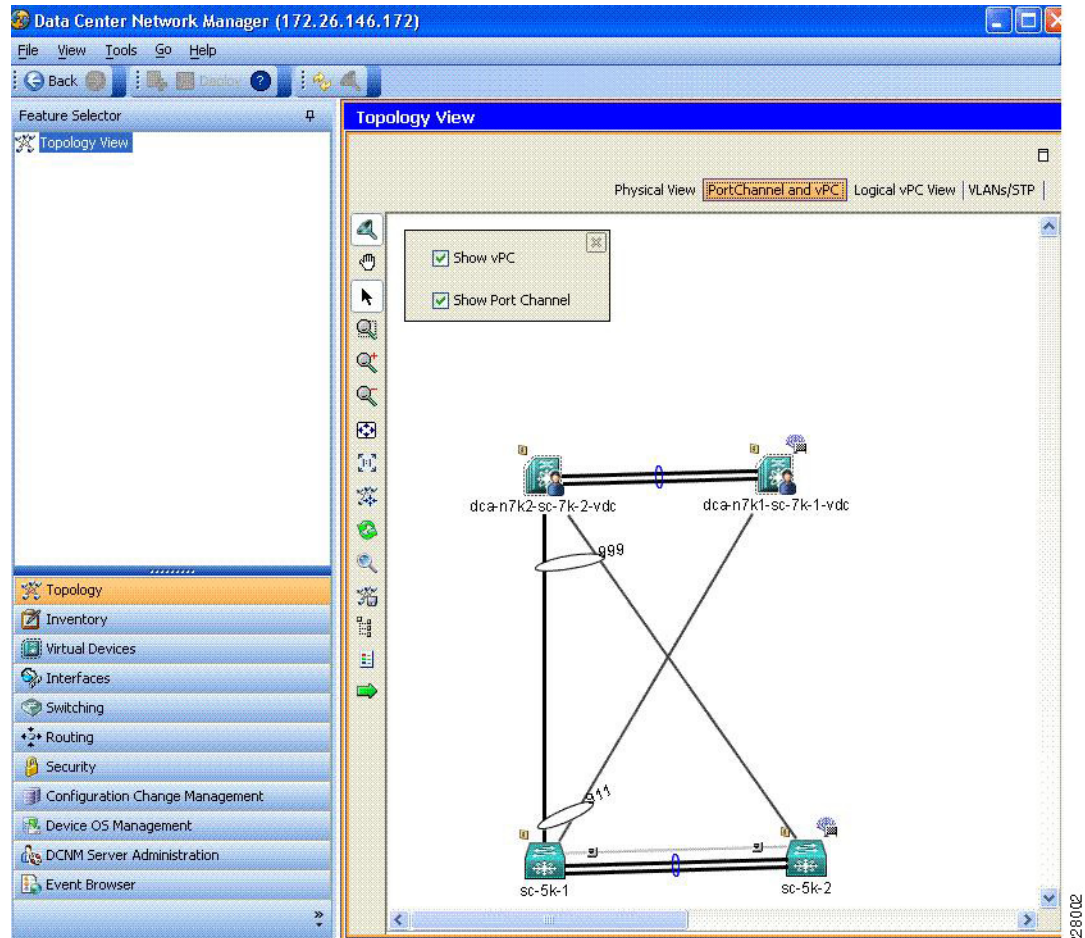 Data Center Network Manager (172.26.146.172)
File View Tools Go Help
Back Deploy ?
Feature Selector
Topology View
Topology View
Physical View PortChannel and vPC Logical vPC View VLANs/STP
Show vPC
Show Port Channel
dca-n7k2-sc-7k-2-vdc
dca-n7k1-sc-7k-1-vdc
999
911
sc-5k-1
sc-5k-2
Topology
Inventory
Virtual Devices
Interfaces
Switching
Routing
Security
Configuration Change Management
Device OS Management
DCNM Server Administration
Event Browser
28002